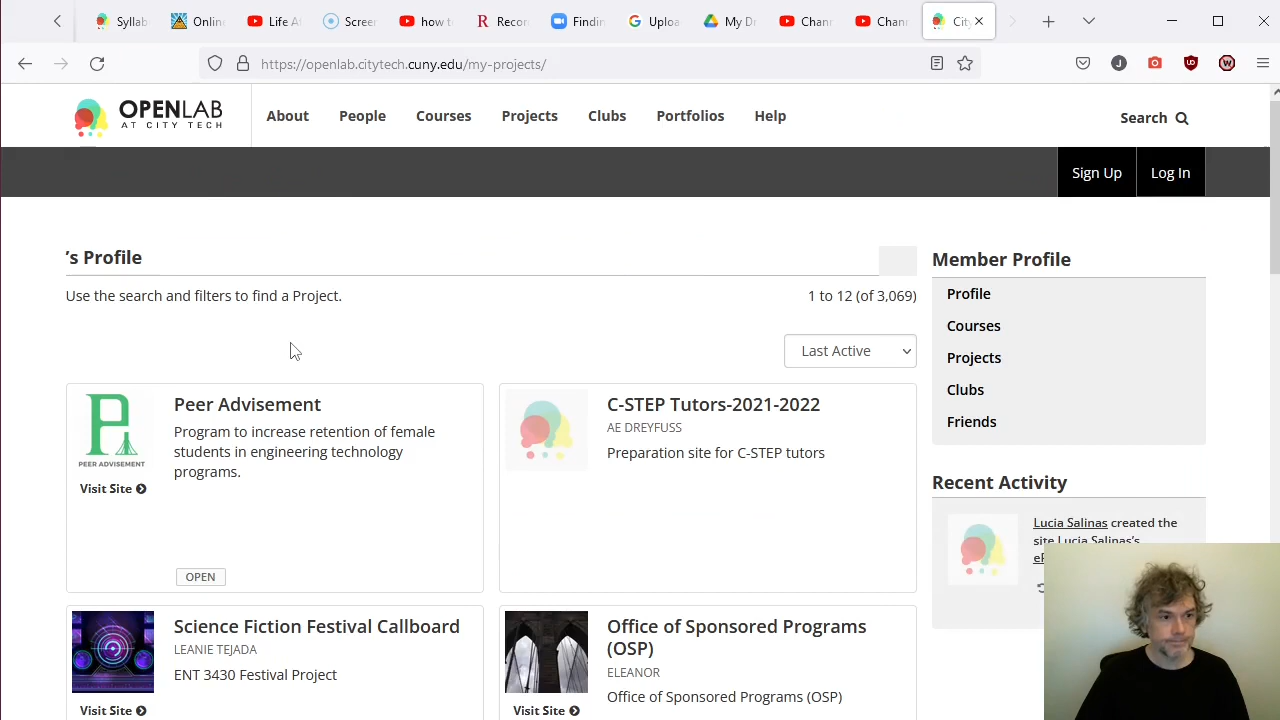 Syllab
Online
Life A
Screer
how t
Recor
Findin
Uploa
My Dr
Chann
Chann
City
https://openlab.citytech.cuny.edu/my-projects/
OPENLAB
AT CITY TECH
About
People
Courses
Projects
Clubs
Portfolios
Help
Search
Sign Up
Log In
’s Profile
Use the search and filters to find a Project.
1 to 12 (of 3,069)
Last Active
Peer Advisement
Program to increase retention of female
students in engineering technology
programs.
PEER ADVISEMENT
Visit Site
OPEN
C-STEP Tutors-2021-2022
AE DREYFUSS
Preparation site for C-STEP tutors
Science Fiction Festival Callboard
LEANIE TEJADA
ENT 3430 Festival Project
Visit Site
Office of Sponsored Programs
(OSP)
ELEANOR
Office of Sponsored Programs (OSP)
Visit Site
Member Profile
Profile
Courses
Projects
Clubs
Friends
Recent Activity
Lucia Salinas created the
site Lucia Salinas’s